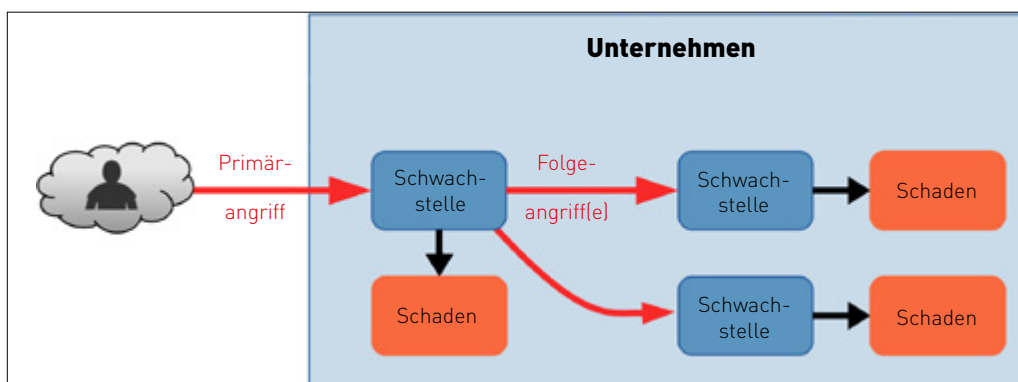 Unternehmen
Primär-
angriff
Schwach-
stelle
Folge-
angriff(e)
Schwach-
stelle
Schaden
Schaden
Schwach-
stelle
Schaden